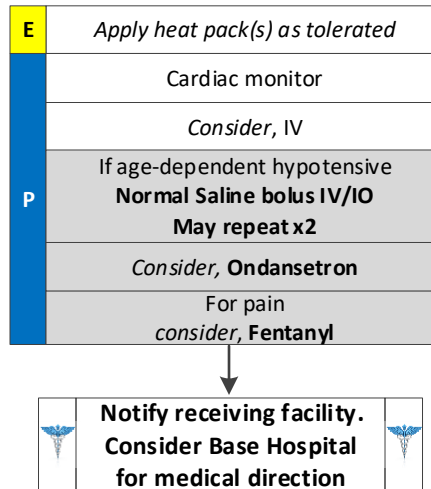 E
Apply heat pack(s) as tolerated
P
Cardiac monitor
Consider, IV
If age-dependent hypotensive
Normal Saline bolus IV/IO
May repeat x2
Consider, Ondansetron
For pain
consider, Fentanyl
Notify receiving facility.
Consider Base Hospital
for medical direction